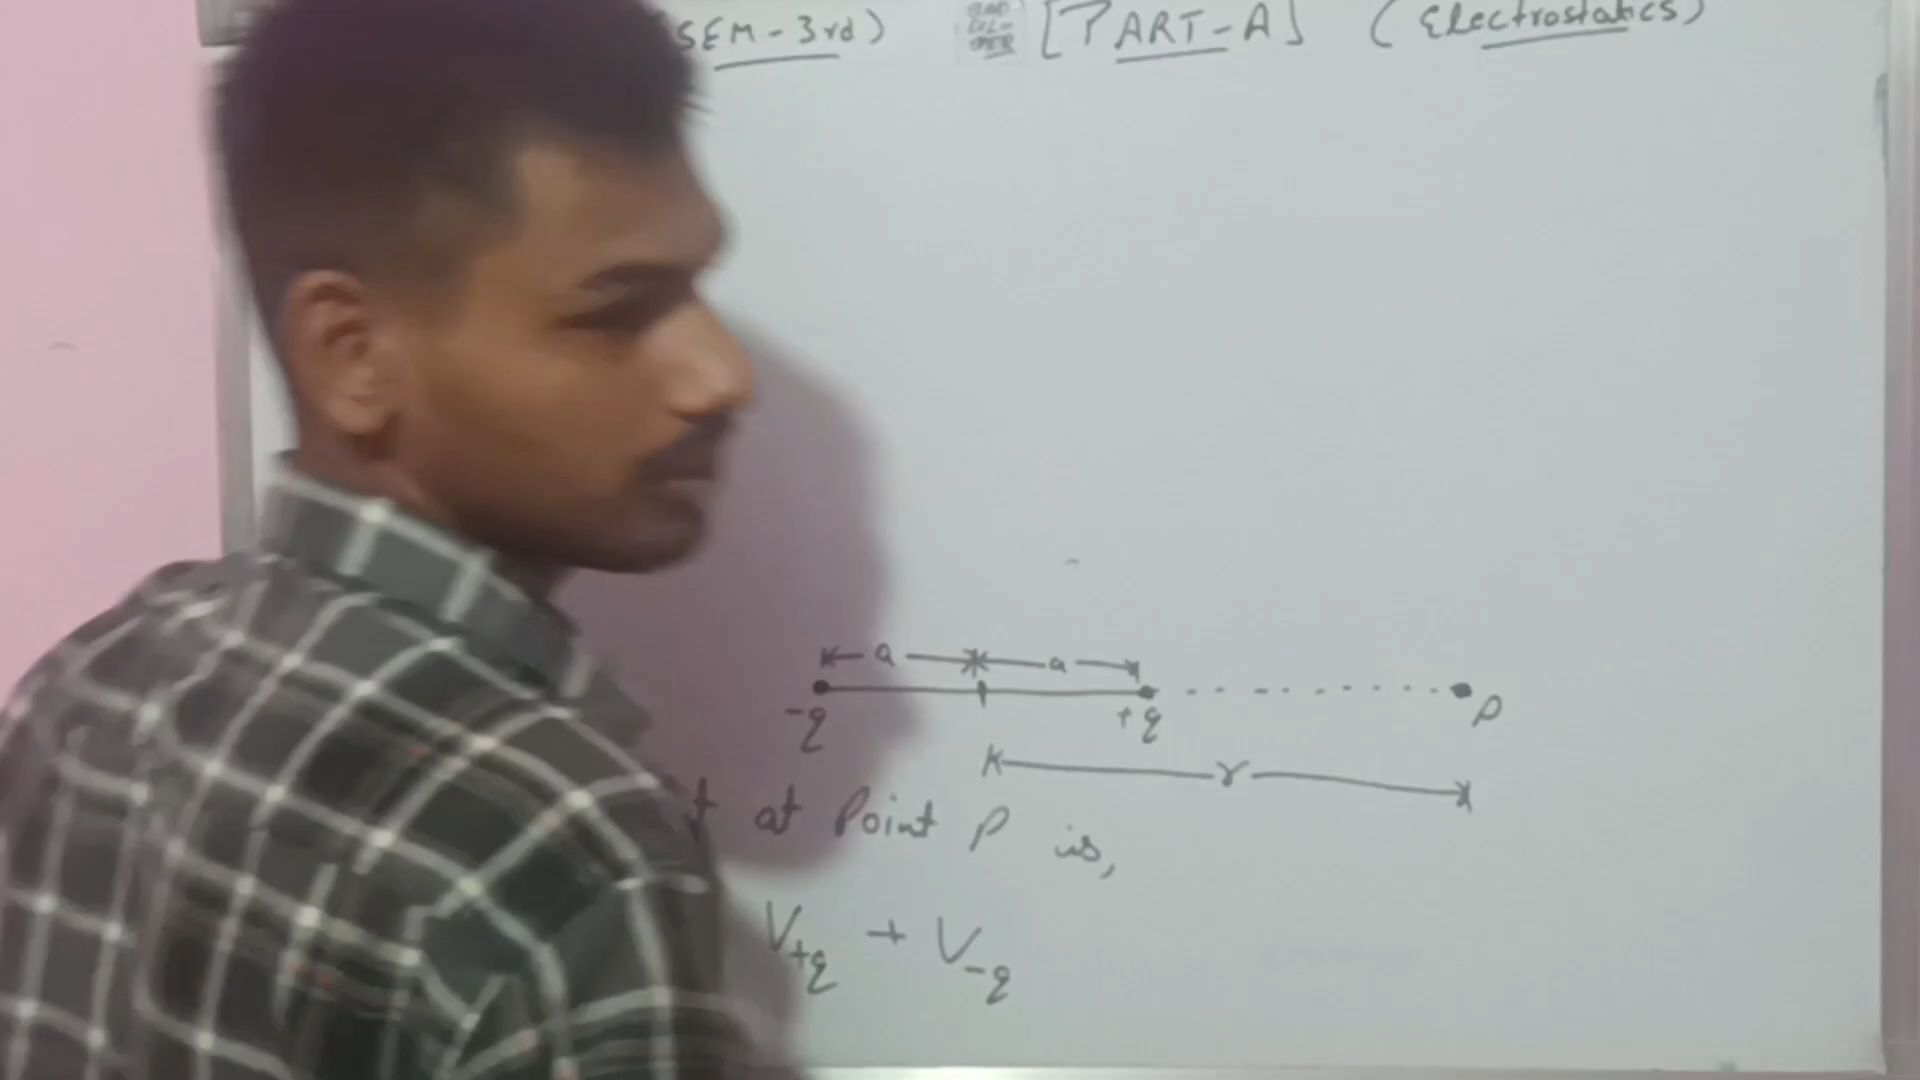 SEM - 3rd) [PART-A] (Electrostatics)
a a
-q +q P
r
t at Point P is,
V+q + V-q